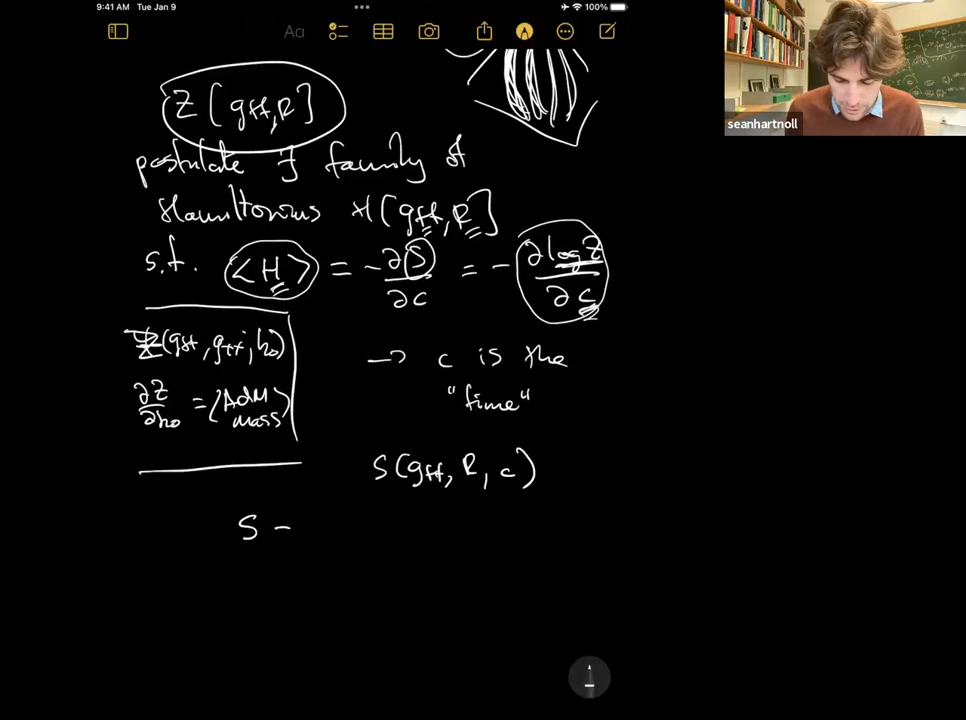 9:41 AM Tue Jan 9
100%
Aa
seanhartnoll
Z[gtt,R]
postulate ∃ family of
Hamiltonians H[gtt,R]
s.t. <H> = -∂S/∂c = -∂log Z/∂c
(gtt, gtt; h0)
∂Z/∂h0 = <ADM mass>
→ c is the
"time"
S(gtt, R, c)
S -